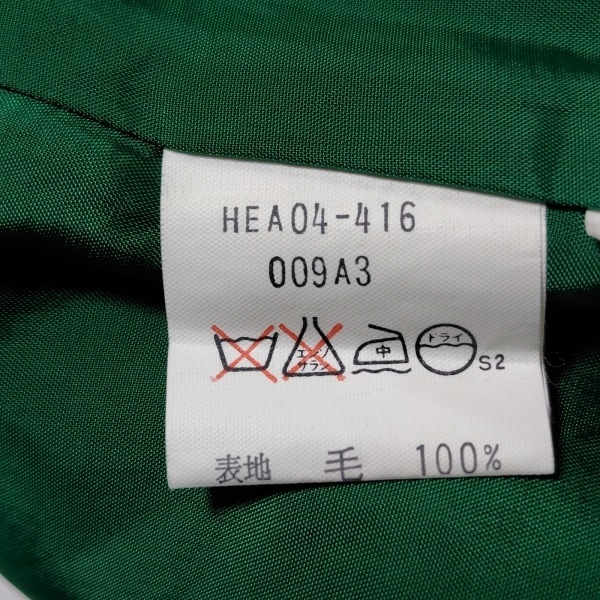 HEA04-416
009A3
エンソ
サラシ
中
ドライ
S2
表地 毛 100%